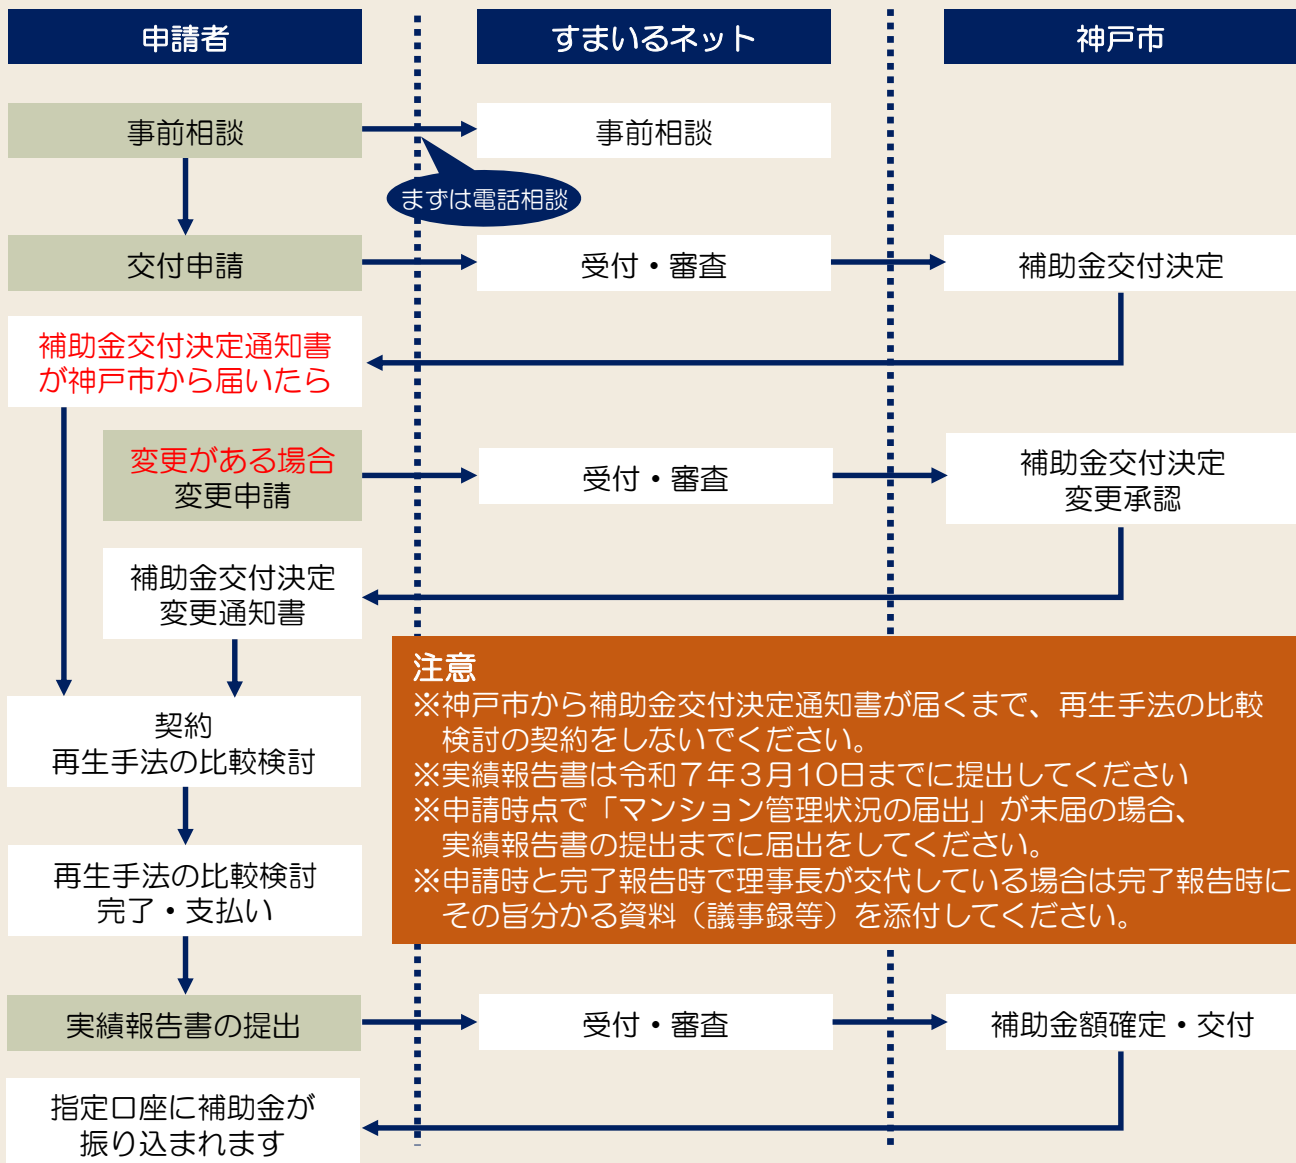 申請者
すまいるネット
神戸市
事前相談
事前相談
まずは電話相談
交付申請
受付・審査
補助金交付決定
補助金交付決定通知書
が神戸市から届いたら
変更がある場合
変更申請
受付・審査
補助金交付決定
変更承認
補助金交付決定
変更通知書
注意
※神戸市から補助金交付決定通知書が届くまで、再生手法の比較
検討の契約をしないでください。
※実績報告書は令和７年３月10日までに提出してください
※申請時点で「マンション管理状況の届出」が未届の場合、
実績報告書の提出までに届出をしてください。
※申請時と完了報告時で理事長が交代している場合は完了報告時に
その旨分かる資料（議事録等）を添付してください。
契約
再生手法の比較検討
再生手法の比較検討
完了・支払い
実績報告書の提出
受付・審査
補助金額確定・交付
指定口座に補助金が
振り込まれます